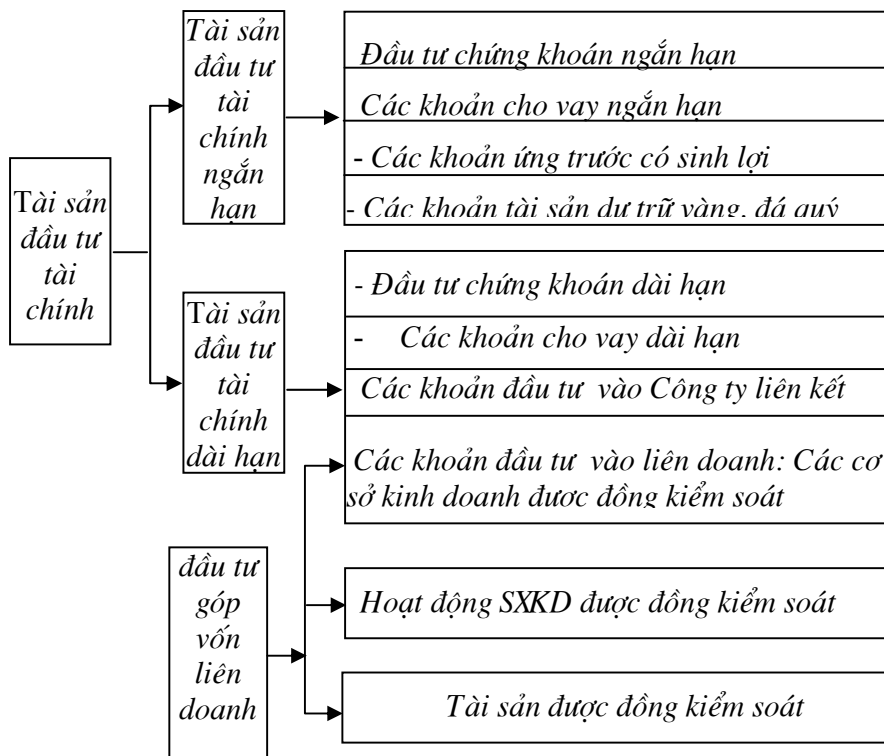 Tài sản
đầu tư
tài
chính
Tài sản
đầu tư
tài
chính
ngắn
hạn
Đầu tư chứng khoán ngắn hạn
Các khoản cho vay ngắn hạn
- Các khoản ứng trước có sinh lợi
- Các khoản tài sản dự trữ vàng, đá quý
Tài sản
đầu tư
tài
chính
dài hạn
- Đầu tư chứng khoán dài hạn
- Các khoản cho vay dài hạn
Các khoản đầu tư vào Công ty liên kết
Các khoản đầu tư vào liên doanh: Các cơ
sở kinh doanh được đồng kiểm soát
đầu tư
góp
vốn
liên
doanh
Hoạt động SXKD được đồng kiểm soát
Tài sản được đồng kiểm soát